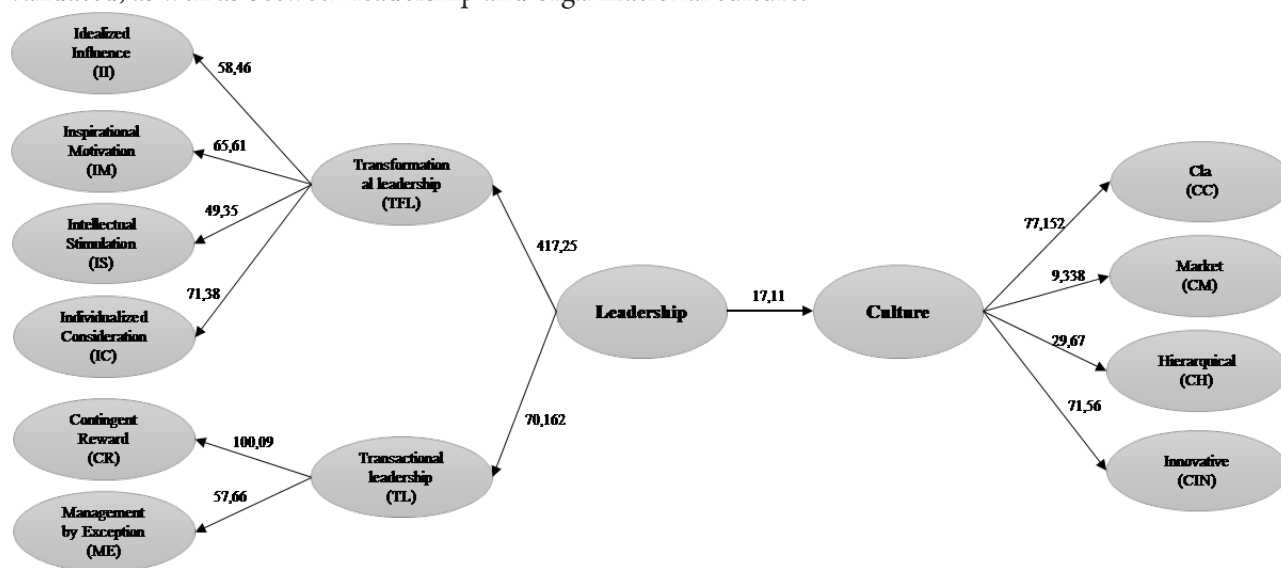 validated, as well as between leadership and organizational culture.
Idealized
Influence
(II)
58,46
Inspirational
Motivation
(IM)
65,61
Intellectual
Stimulation
(IS)
49,35
Individualized
Consideration
(IC)
71,38
Transformation
al leadership
(TFL)
417,25
Contingent
Reward
(CR)
100,09
Management
by Exception
(ME)
57,66
Transactional
leadership
(TL)
70,162
Leadership
17,11
Culture
77,152
Cla
(CC)
9,338
Market
(CM)
29,67
Hierarquical
(CH)
71,56
Innovative
(CIN)